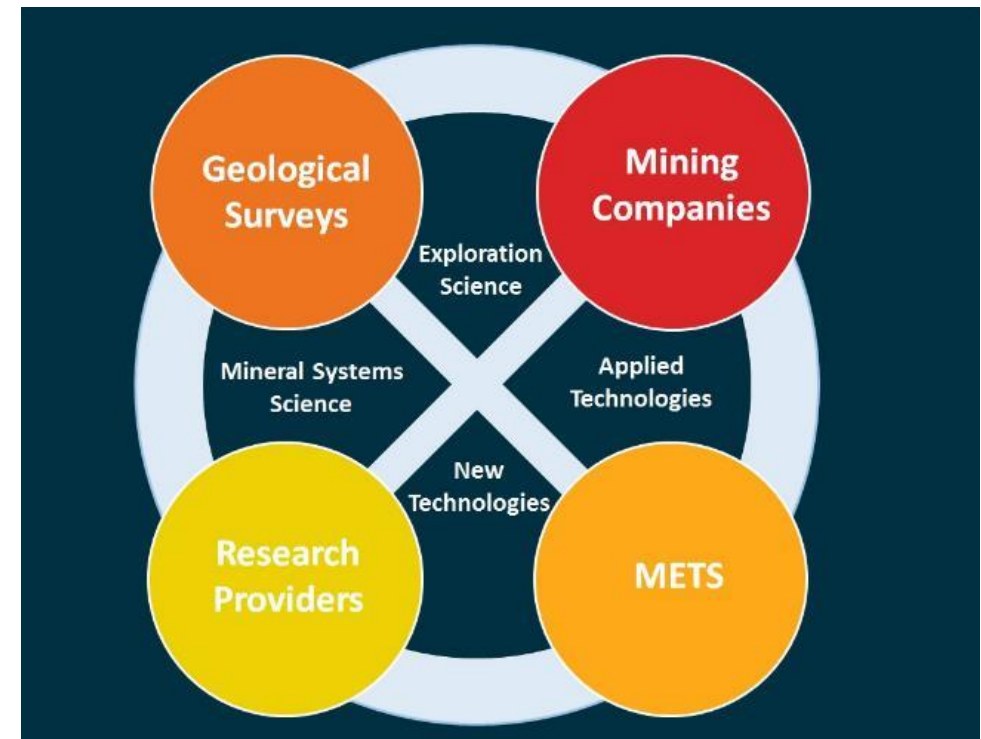 Geological
Surveys
Mining
Companies
Exploration
Science
Mineral Systems
Science
Applied
Technologies
New
Technologies
Research
Providers
METS